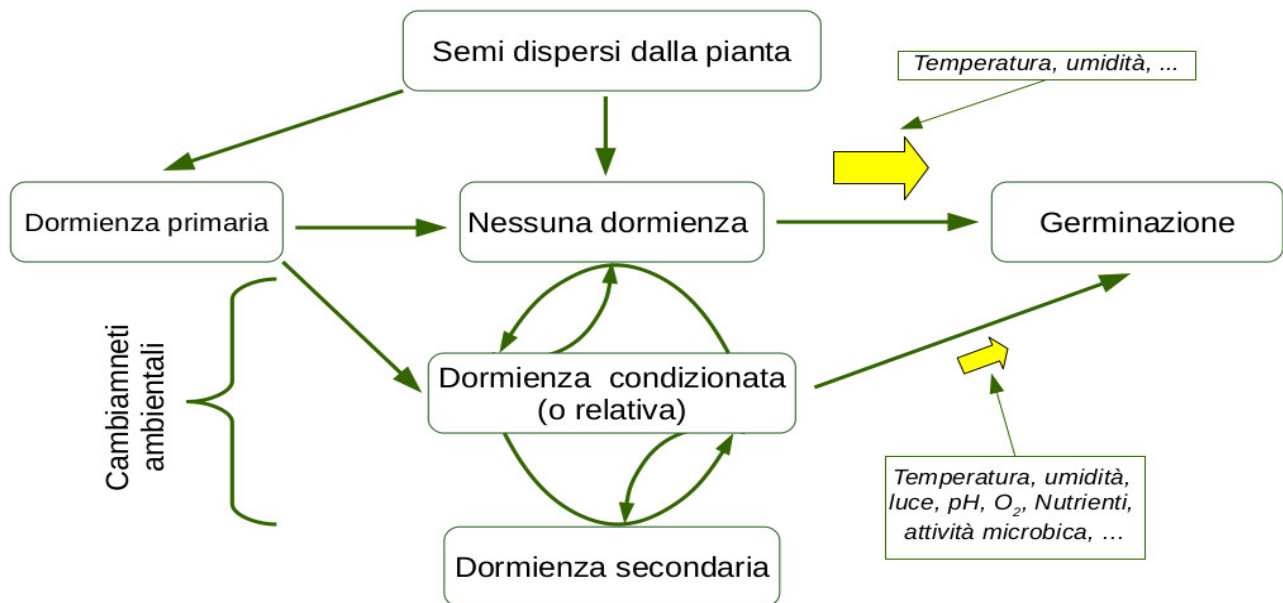 Semi dispersi dalla pianta
Temperatura, umidità, ...
Dormienza primaria
Nessuna dormienza
Germinazione
Cambiamneti
ambientali
Dormienza condizionata
(o relativa)
Temperatura, umidità,
luce, pH, O₂, Nutrienti,
attività microbica, …
Dormienza secondaria